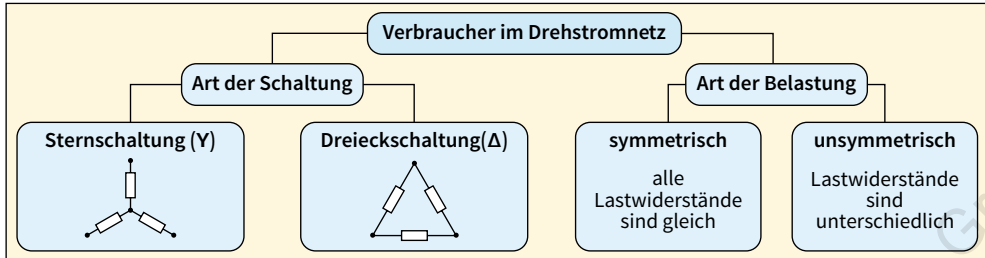 Verbraucher im Drehstromnetz
Art der Schaltung
Art der Belastung
Sternschaltung (Y)
Dreieckschaltung(Δ)
symmetrisch
alle
Lastwiderstände
sind gleich
unsymmetrisch
Lastwiderstände
sind
unterschiedlich